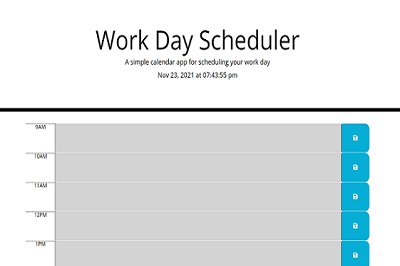 Work Day Scheduler
A simple calendar app for scheduling your work day
Nov 23, 2021 at 07:43:55 pm
9AM
10AM
11AM
12PM
1PM